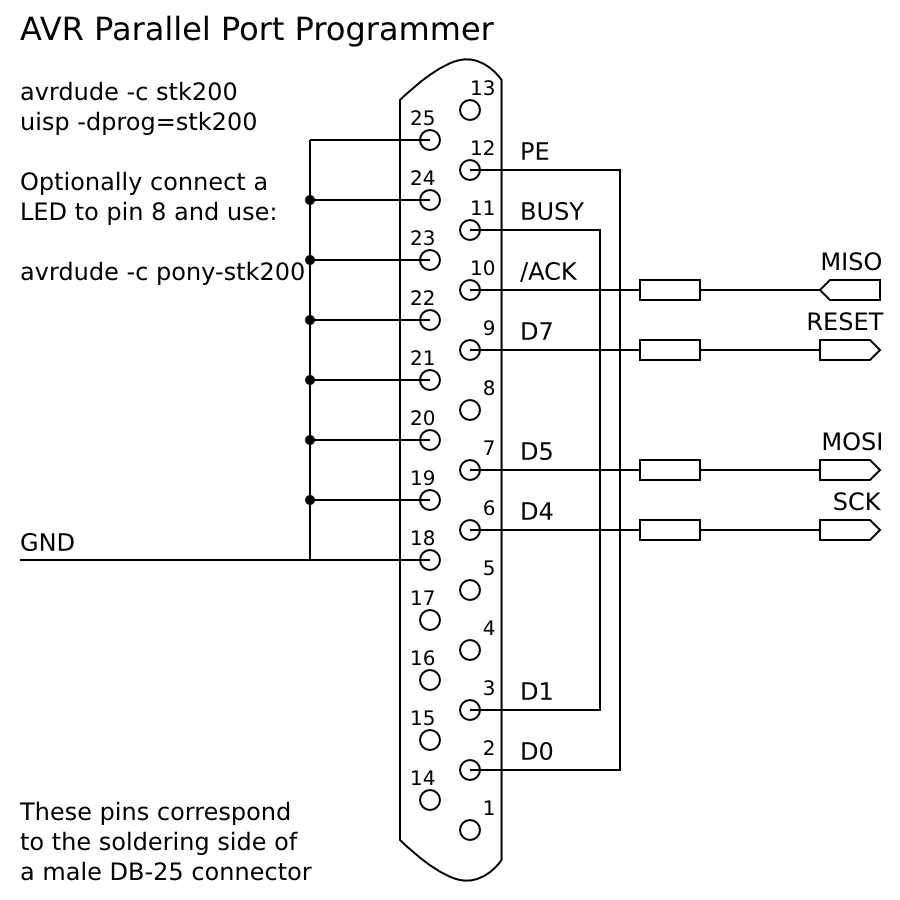 AVR Parallel Port Programmer
avrdude -c stk200
uisp -dprog=stk200
Optionally connect a
LED to pin 8 and use:
avrdude -c pony-stk200
GND
These pins correspond
to the soldering side of
a male DB-25 connector
25
24
23
22
21
20
19
18
17
16
15
14
13
12
11
10
9
8
7
6
5
4
3
2
1
PE
BUSY
/ACK
D7
D5
D4
D1
D0
MISO
RESET
MOSI
SCK